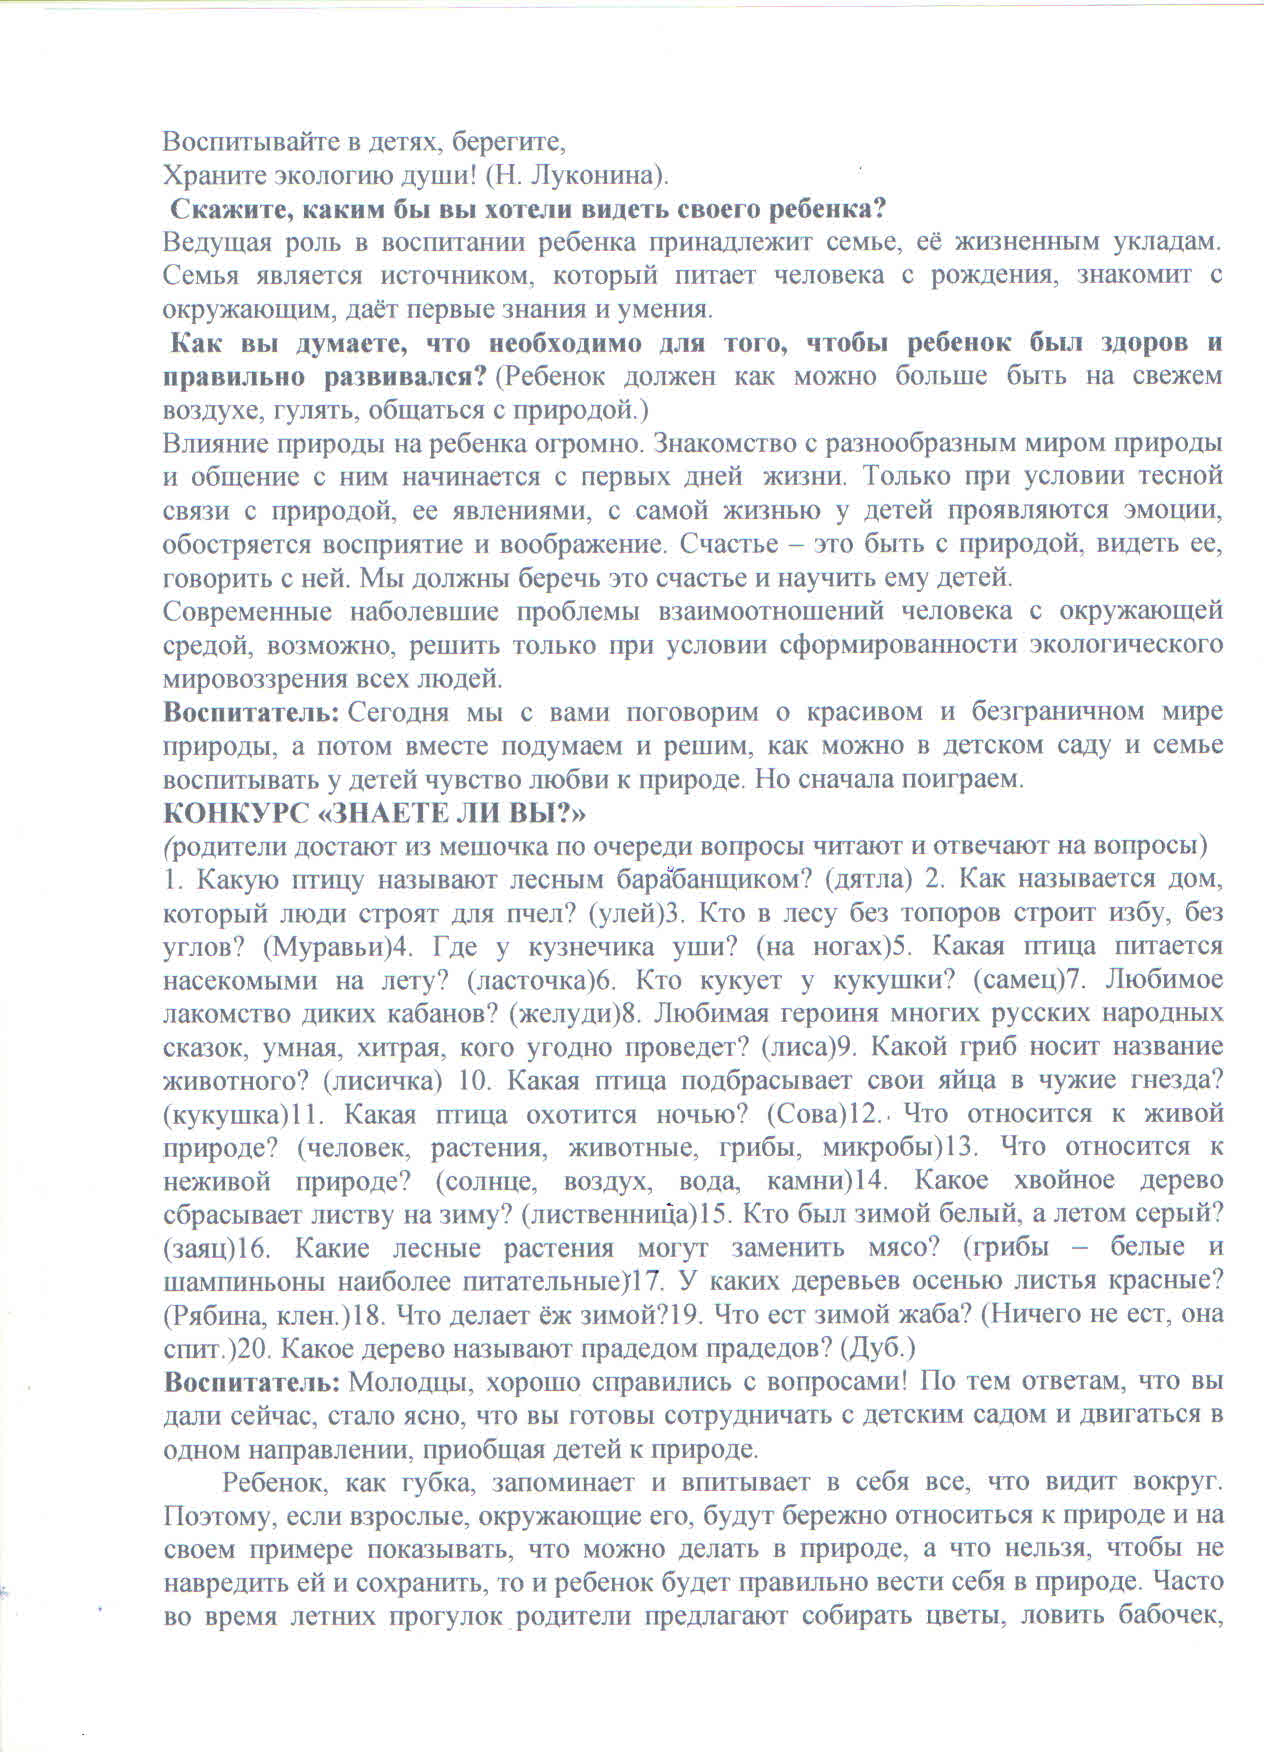 Воспитывайте в детях, берегите,
Храните экологию души! (Н. Луконина).
Скажите, каким бы вы хотели видеть своего ребенка?
Ведущая роль в воспитании ребенка принадлежит семье, её жизненным укладам.
Семья является источником, который питает человека с рождения, знакомит с
окружающим, даёт первые знания и умения.
Как вы думаете, что необходимо для того, чтобы ребенок был здоров и
правильно развивался? (Ребенок должен как можно больше быть на свежем
воздухе, гулять, общаться с природой.)
Влияние природы на ребенка огромно. Знакомство с разнообразным миром природы
и общение с ним начинается с первых дней жизни. Только при условии тесной
связи с природой, ее явлениями, с самой жизнью у детей проявляются эмоции,
обостряется восприятие и воображение. Счастье – это быть с природой, видеть ее,
говорить с ней. Мы должны беречь это счастье и научить ему детей.
Современные наболевшие проблемы взаимоотношений человека с окружающей
средой, возможно, решить только при условии сформированности экологического
мировоззрения всех людей.
Воспитатель: Сегодня мы с вами поговорим о красивом и безграничном мире
природы, а потом вместе подумаем и решим, как можно в детском саду и семье
воспитывать у детей чувство любви к природе. Но сначала поиграем.
КОНКУРС «ЗНАЕТЕ ЛИ ВЫ?»
(родители достают из мешочка по очереди вопросы читают и отвечают на вопросы)
1. Какую птицу называют лесным барабанщиком? (дятла) 2. Как называется дом,
который люди строят для пчел? (улей)3. Кто в лесу без топоров строит избу, без
углов? (Муравьи)4. Где у кузнечика уши? (на ногах)5. Какая птица питается
насекомыми на лету? (ласточка)6. Кто кукует у кукушки? (самец)7. Любимое
лакомство диких кабанов? (желуди)8. Любимая героиня многих русских народных
сказок, умная, хитрая, кого угодно проведет? (лиса)9. Какой гриб носит название
животного? (лисичка) 10. Какая птица подбрасывает свои яйца в чужие гнезда?
(кукушка)11. Какая птица охотится ночью? (Сова)12. Что относится к живой
природе? (человек, растения, животные, грибы, микробы)13. Что относится к
неживой природе? (солнце, воздух, вода, камни)14. Какое хвойное дерево
сбрасывает листву на зиму? (лиственница)15. Кто был зимой белый, а летом серый?
(заяц)16. Какие лесные растения могут заменить мясо? (грибы – белые и
шампиньоны наиболее питательные)17. У каких деревьев осенью листья красные?
(Рябина, клен.)18. Что делает ёж зимой?19. Что ест зимой жаба? (Ничего не ест, она
спит.)20. Какое дерево называют прадедом прадедов? (Дуб.)
Воспитатель: Молодцы, хорошо справились с вопросами! По тем ответам, что вы
дали сейчас, стало ясно, что вы готовы сотрудничать с детским садом и двигаться в
одном направлении, приобщая детей к природе.
Ребенок, как губка, запоминает и впитывает в себя все, что видит вокруг.
Поэтому, если взрослые, окружающие его, будут бережно относиться к природе и на
своем примере показывать, что можно делать в природе, а что нельзя, чтобы не
навредить ей и сохранить, то и ребенок будет правильно вести себя в природе. Часто
во время летних прогулок родители предлагают собирать цветы, ловить бабочек,